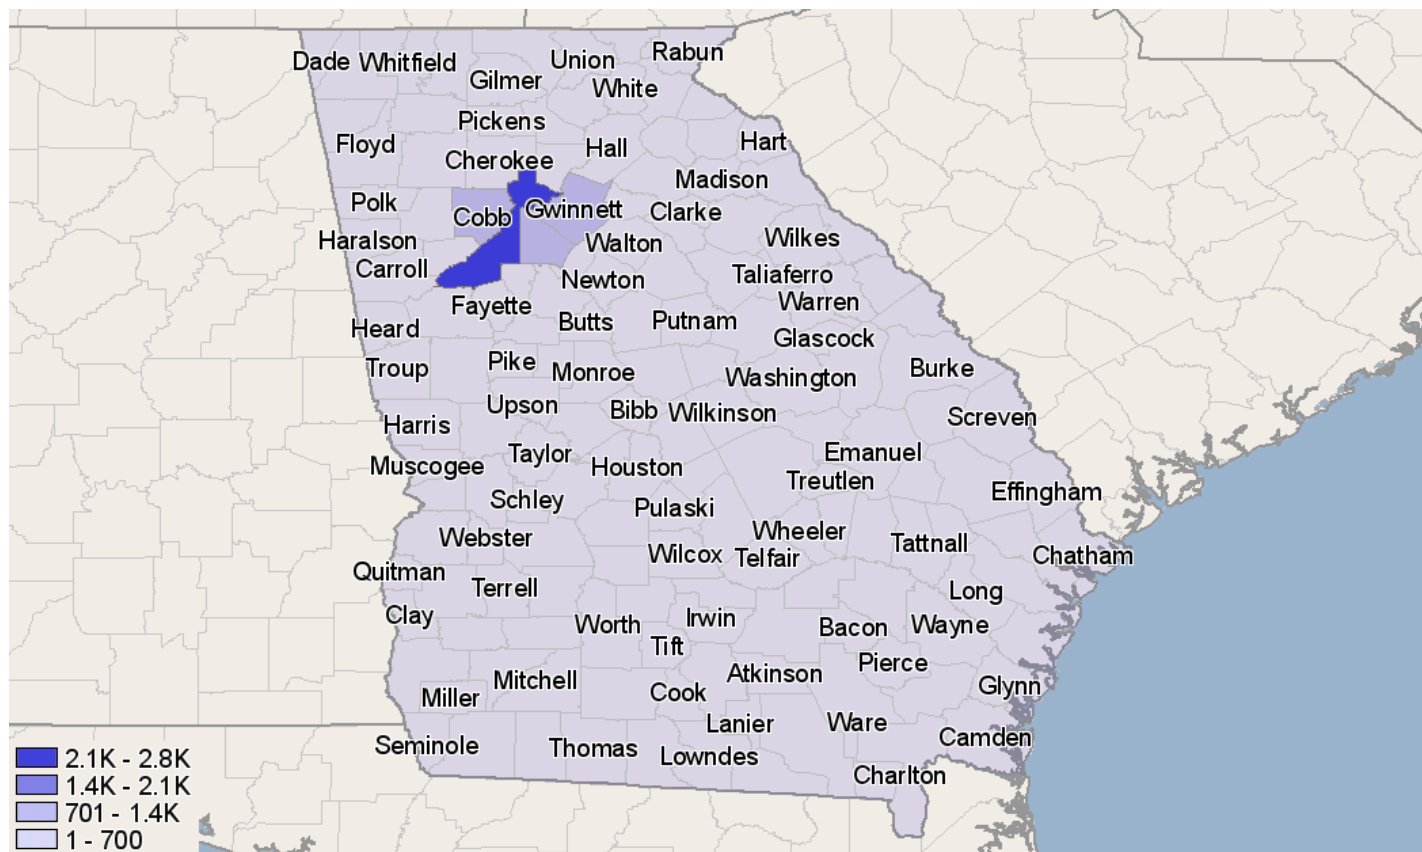 Rabun
Dade Whitfield
Union
Gilmer
White
Pickens
Floyd
Hall
Hart
Cherokee
Madison
Polk
Cobb
Gwinnett
Clarke
Haralson
Walton
Wilkes
Carroll
Newton
Taliaferro
Fayette
Warren
Heard
Butts
Putnam
Glascock
Troup
Pike
Monroe
Washington
Burke
Upson
Bibb
Wilkinson
Screven
Harris
Taylor
Emanuel
Muscogee
Houston
Treutlen
Schley
Pulaski
Effingham
Webster
Wheeler
Tattnall
Wilcox
Telfair
Chatham
Quitman
Terrell
Long
Clay
Worth
Irwin
Bacon
Wayne
Tift
Pierce
Mitchell
Atkinson
Glynn
Miller
Cook
Lanier
Ware
Camden
Seminole
Thomas
Lowndes
Charlton
2.1K - 2.8K
1.4K - 2.1K
701 - 1.4K
1 - 700